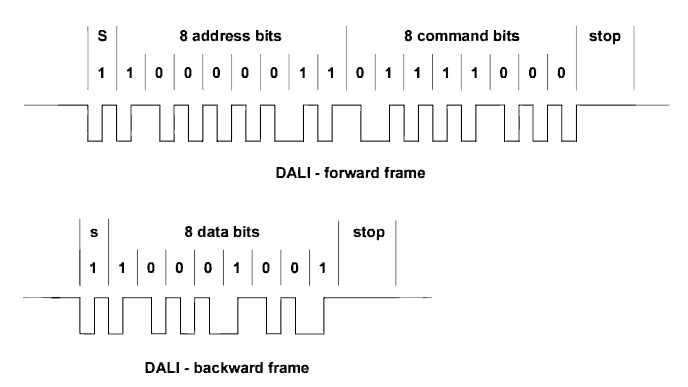 S 8 address bits 8 command bits stop
1 1 0 0 0 0 0 1 1 0 1 1 1 1 0 0 0
DALI - forward frame
s 8 data bits stop
1 1 0 0 0 1 0 0 1
DALI - backward frame